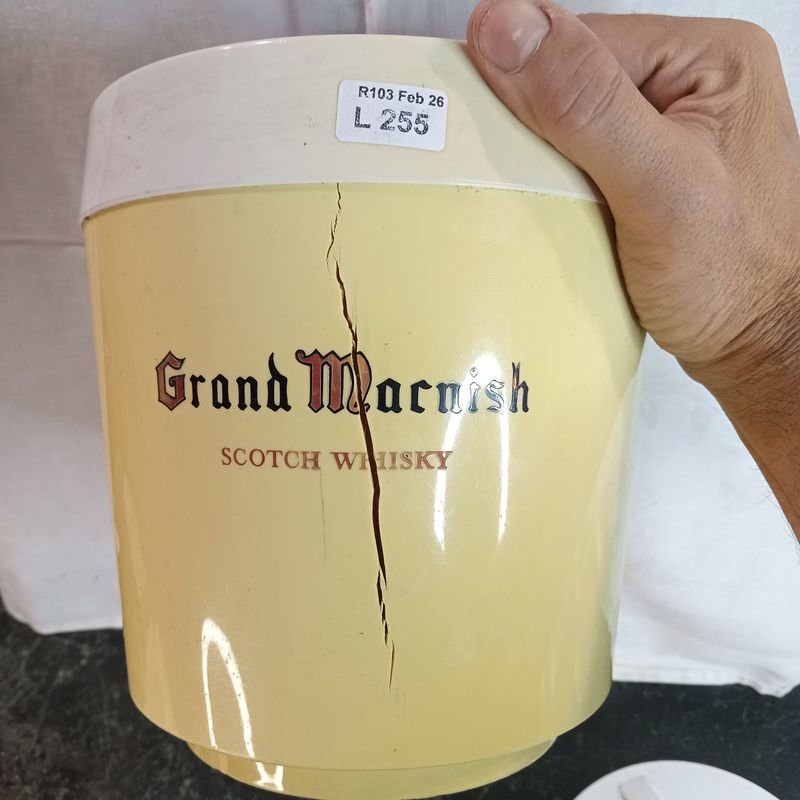 R103 Feb 26
L 255
Grand Macnish
SCOTCH WHISKY